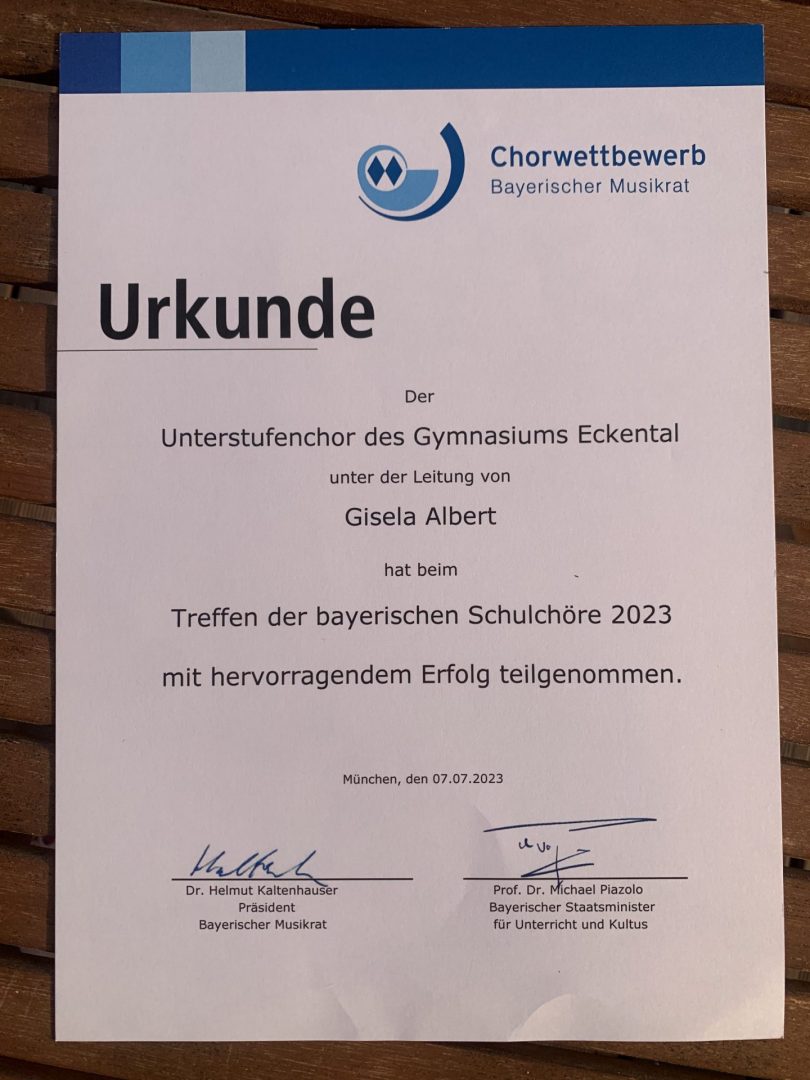 Chorwettbewerb
Bayerischer Musikrat
Urkunde
Der
Unterstufenchor des Gymnasiums Eckental
unter der Leitung von
Gisela Albert
hat beim
Treffen der bayerischen Schulchöre 2023
mit hervorragendem Erfolg teilgenommen.
München, den 07.07.2023
Dr. Helmut Kaltenhauser
Präsident
Bayerischer Musikrat
Prof. Dr. Michael Piazolo
Bayerischer Staatsminister
für Unterricht und Kultus